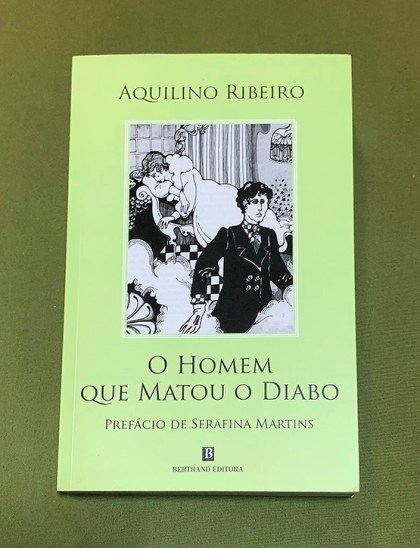 AQUILINO RIBEIRO
O HOMEM
QUE MATOU O DIABO
PREFÁCIO DE SERAFINA MARTINS
B
BERTRAND EDITORA